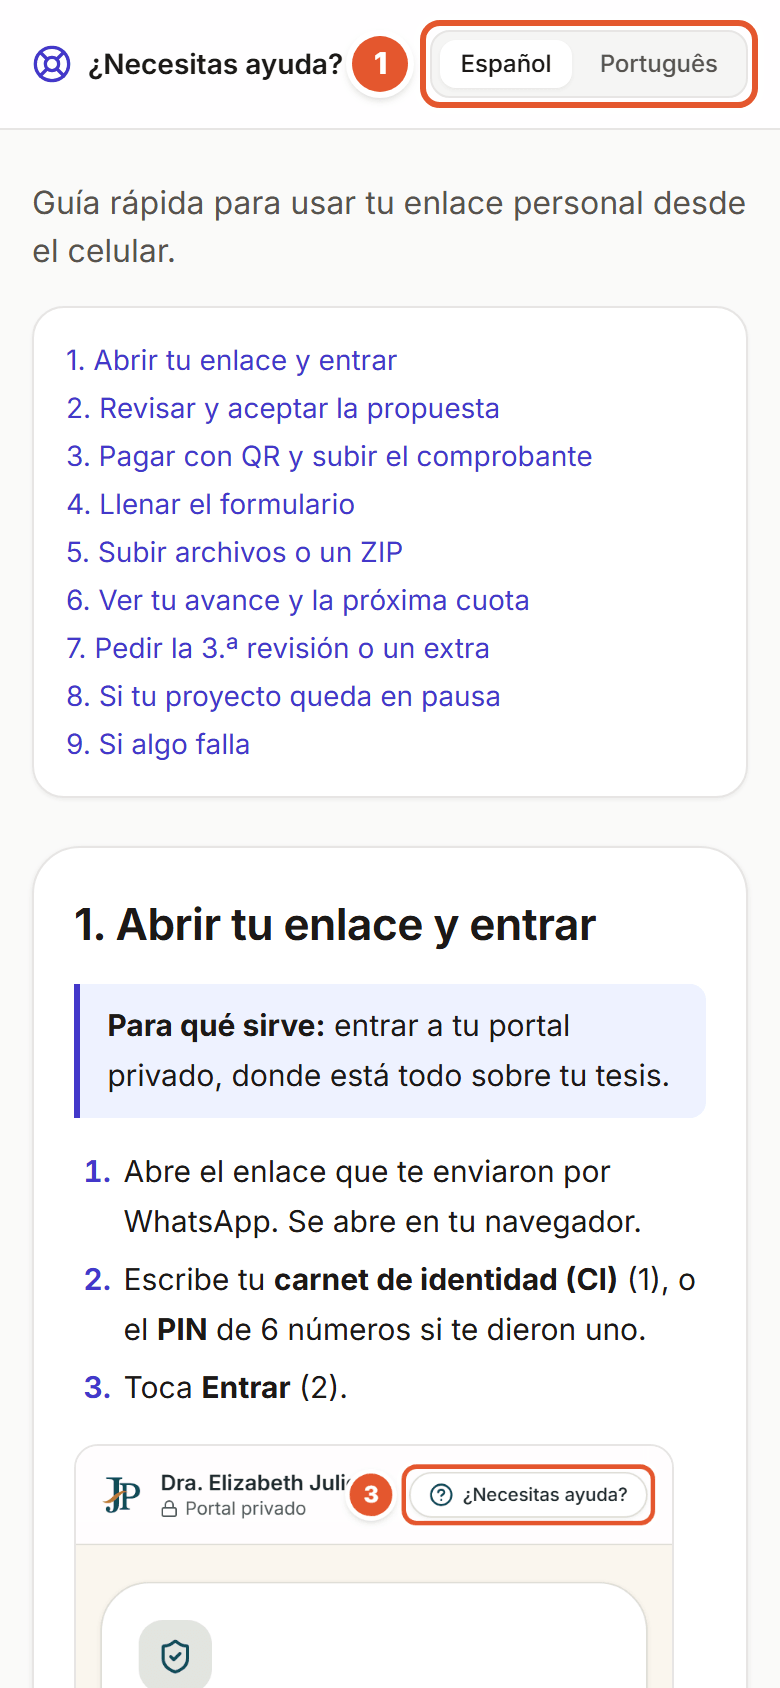 ¿Necesitas ayuda?
1
Español
Português
Guía rápida para usar tu enlace personal desde
el celular.
1. Abrir tu enlace y entrar
2. Revisar y aceptar la propuesta
3. Pagar con QR y subir el comprobante
4. Llenar el formulario
5. Subir archivos o un ZIP
6. Ver tu avance y la próxima cuota
7. Pedir la 3.ª revisión o un extra
8. Si tu proyecto queda en pausa
9. Si algo falla
1. Abrir tu enlace y entrar
Para qué sirve: entrar a tu portal
privado, donde está todo sobre tu tesis.
1. Abre el enlace que te enviaron por
WhatsApp. Se abre en tu navegador.
2. Escribe tu carnet de identidad (CI) (1), o
el PIN de 6 números si te dieron uno.
3. Toca Entrar (2).
JP
Dra. Elizabeth
Portal privado
3
¿Necesitas ayuda?